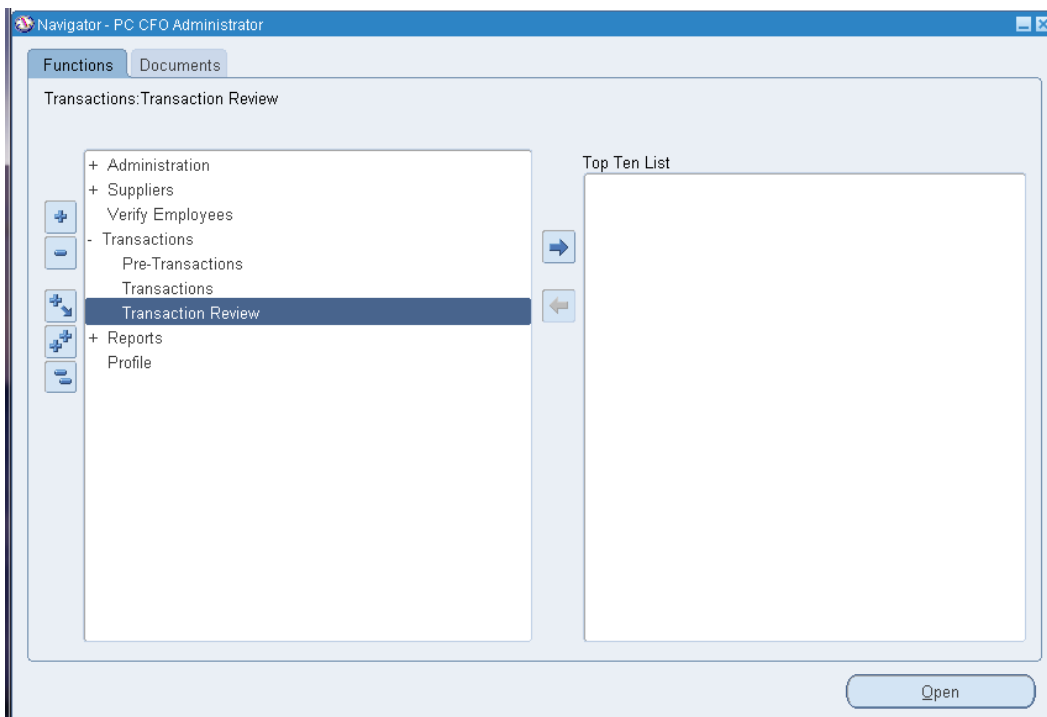 Navigator - PC CFO Administrator
Functions
Documents
Transactions:Transaction Review
+ Administration
+ Suppliers
Verify Employees
- Transactions
Pre-Transactions
Transactions
Transaction Review
+ Reports
Profile
Top Ten List
Open